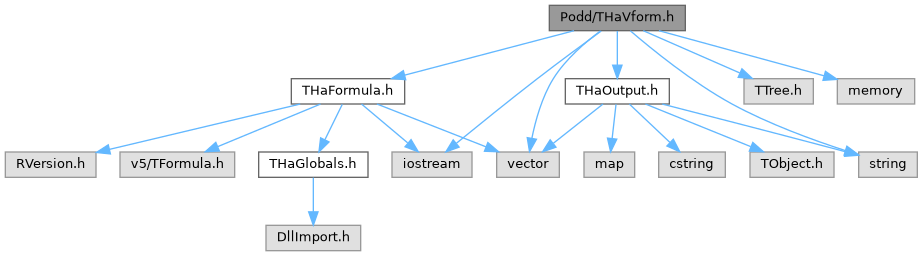 Podd/THaVform.h
THaFormula.h
THaOutput.h
TTree.h
memory
RVersion.h
v5/TFormula.h
THaGlobals.h
iostream
vector
map
cstring
TObject.h
string
DllImport.h